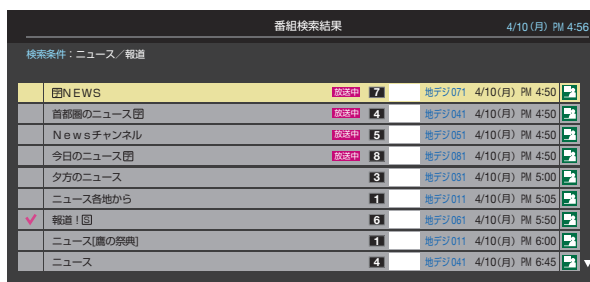 番組検索結果 4/10(月) PM 4:56
検索条件：ニュース／報道
字NEWS 放送中 7 地デジ071 4/10(月) PM 4:50
首都圏のニュース字 放送中 4 地デジ041 4/10(月) PM 4:50
Newsチャンネル 放送中 5 地デジ051 4/10(月) PM 4:50
今日のニュース字 放送中 8 地デジ081 4/10(月) PM 4:50
夕方のニュース 3 地デジ031 4/10(月) PM 5:00
ニュース各地から 1 地デジ011 4/10(月) PM 5:05
報道！S 6 地デジ061 4/10(月) PM 5:50
ニュース[鷹の祭典] 1 地デジ011 4/10(月) PM 6:00
ニュース 4 地デジ041 4/10(月) PM 6:45